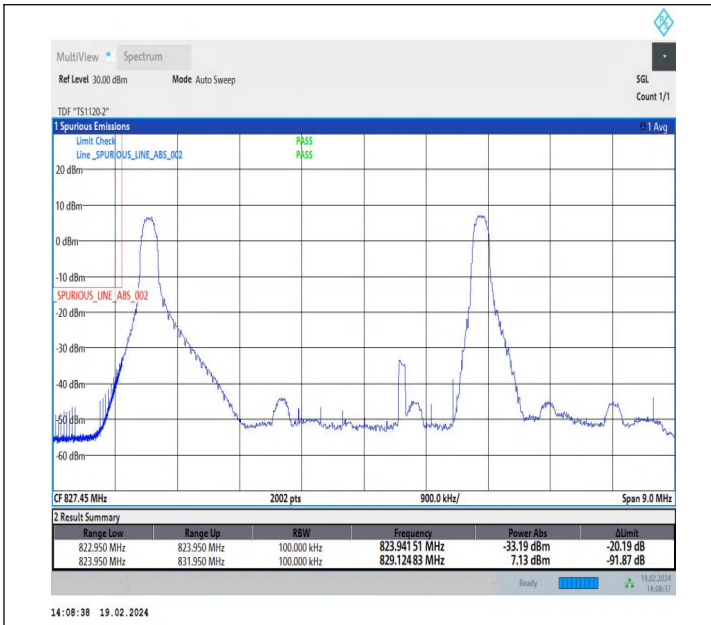 R S
MultiView Spectrum
Ref Level 30.00 dBm Mode Auto Sweep SGL
Count 1/1
TDF "TS1120-2"
1 Spurious Emissions 1 Avg
Limit Check PASS
Line _SPURIOUS_LINE_ABS_002 PASS
20 dBm
10 dBm
0 dBm
-10 dBm
_SPURIOUS_LINE_ABS_002
-20 dBm
-30 dBm
-40 dBm
-50 dBm
-60 dBm
CF 827.45 MHz 2002 pts 900.0 kHz/ Span 9.0 MHz
2 Result Summary
Range Low Range Up RBW Frequency Power Abs ΔLimit
822.950 MHz 823.950 MHz 100.000 kHz 823.94151 MHz -33.19 dBm -20.19 dB
823.950 MHz 831.950 MHz 100.000 kHz 829.12483 MHz 7.13 dBm -91.87 dB
Ready 19.02.2024
14:08:37
14:08:38 19.02.2024